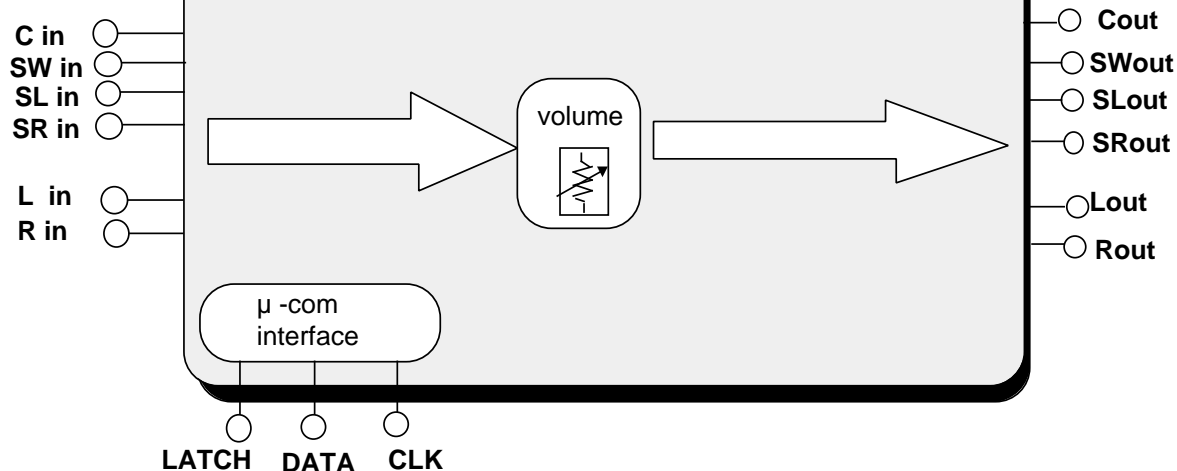 C in
SW in
SL in
SR in
L in
R in
volume
µ -com
interface
LATCH DATA CLK
Cout
SWout
SLout
SRout
Lout
Rout